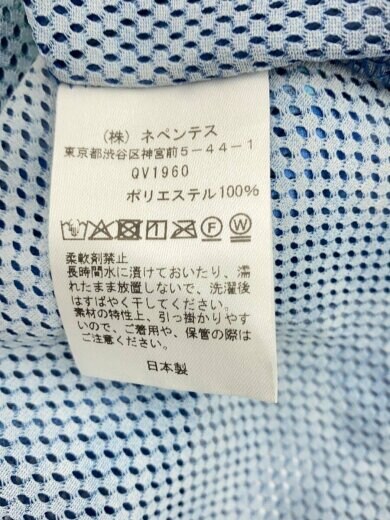 (株) ネペンテス
東京都渋谷区神宮前5-44-1
QV1960
ポリエステル100%
F W
柔軟剤禁止
長時間水に漬けておいたり、濡
れたまま放置しないで、洗濯後
はすばやく干してください。
素材の特性上、引っ掛かりやす
いので、ご着用や、保管の際は
ご注意ください。
日本製